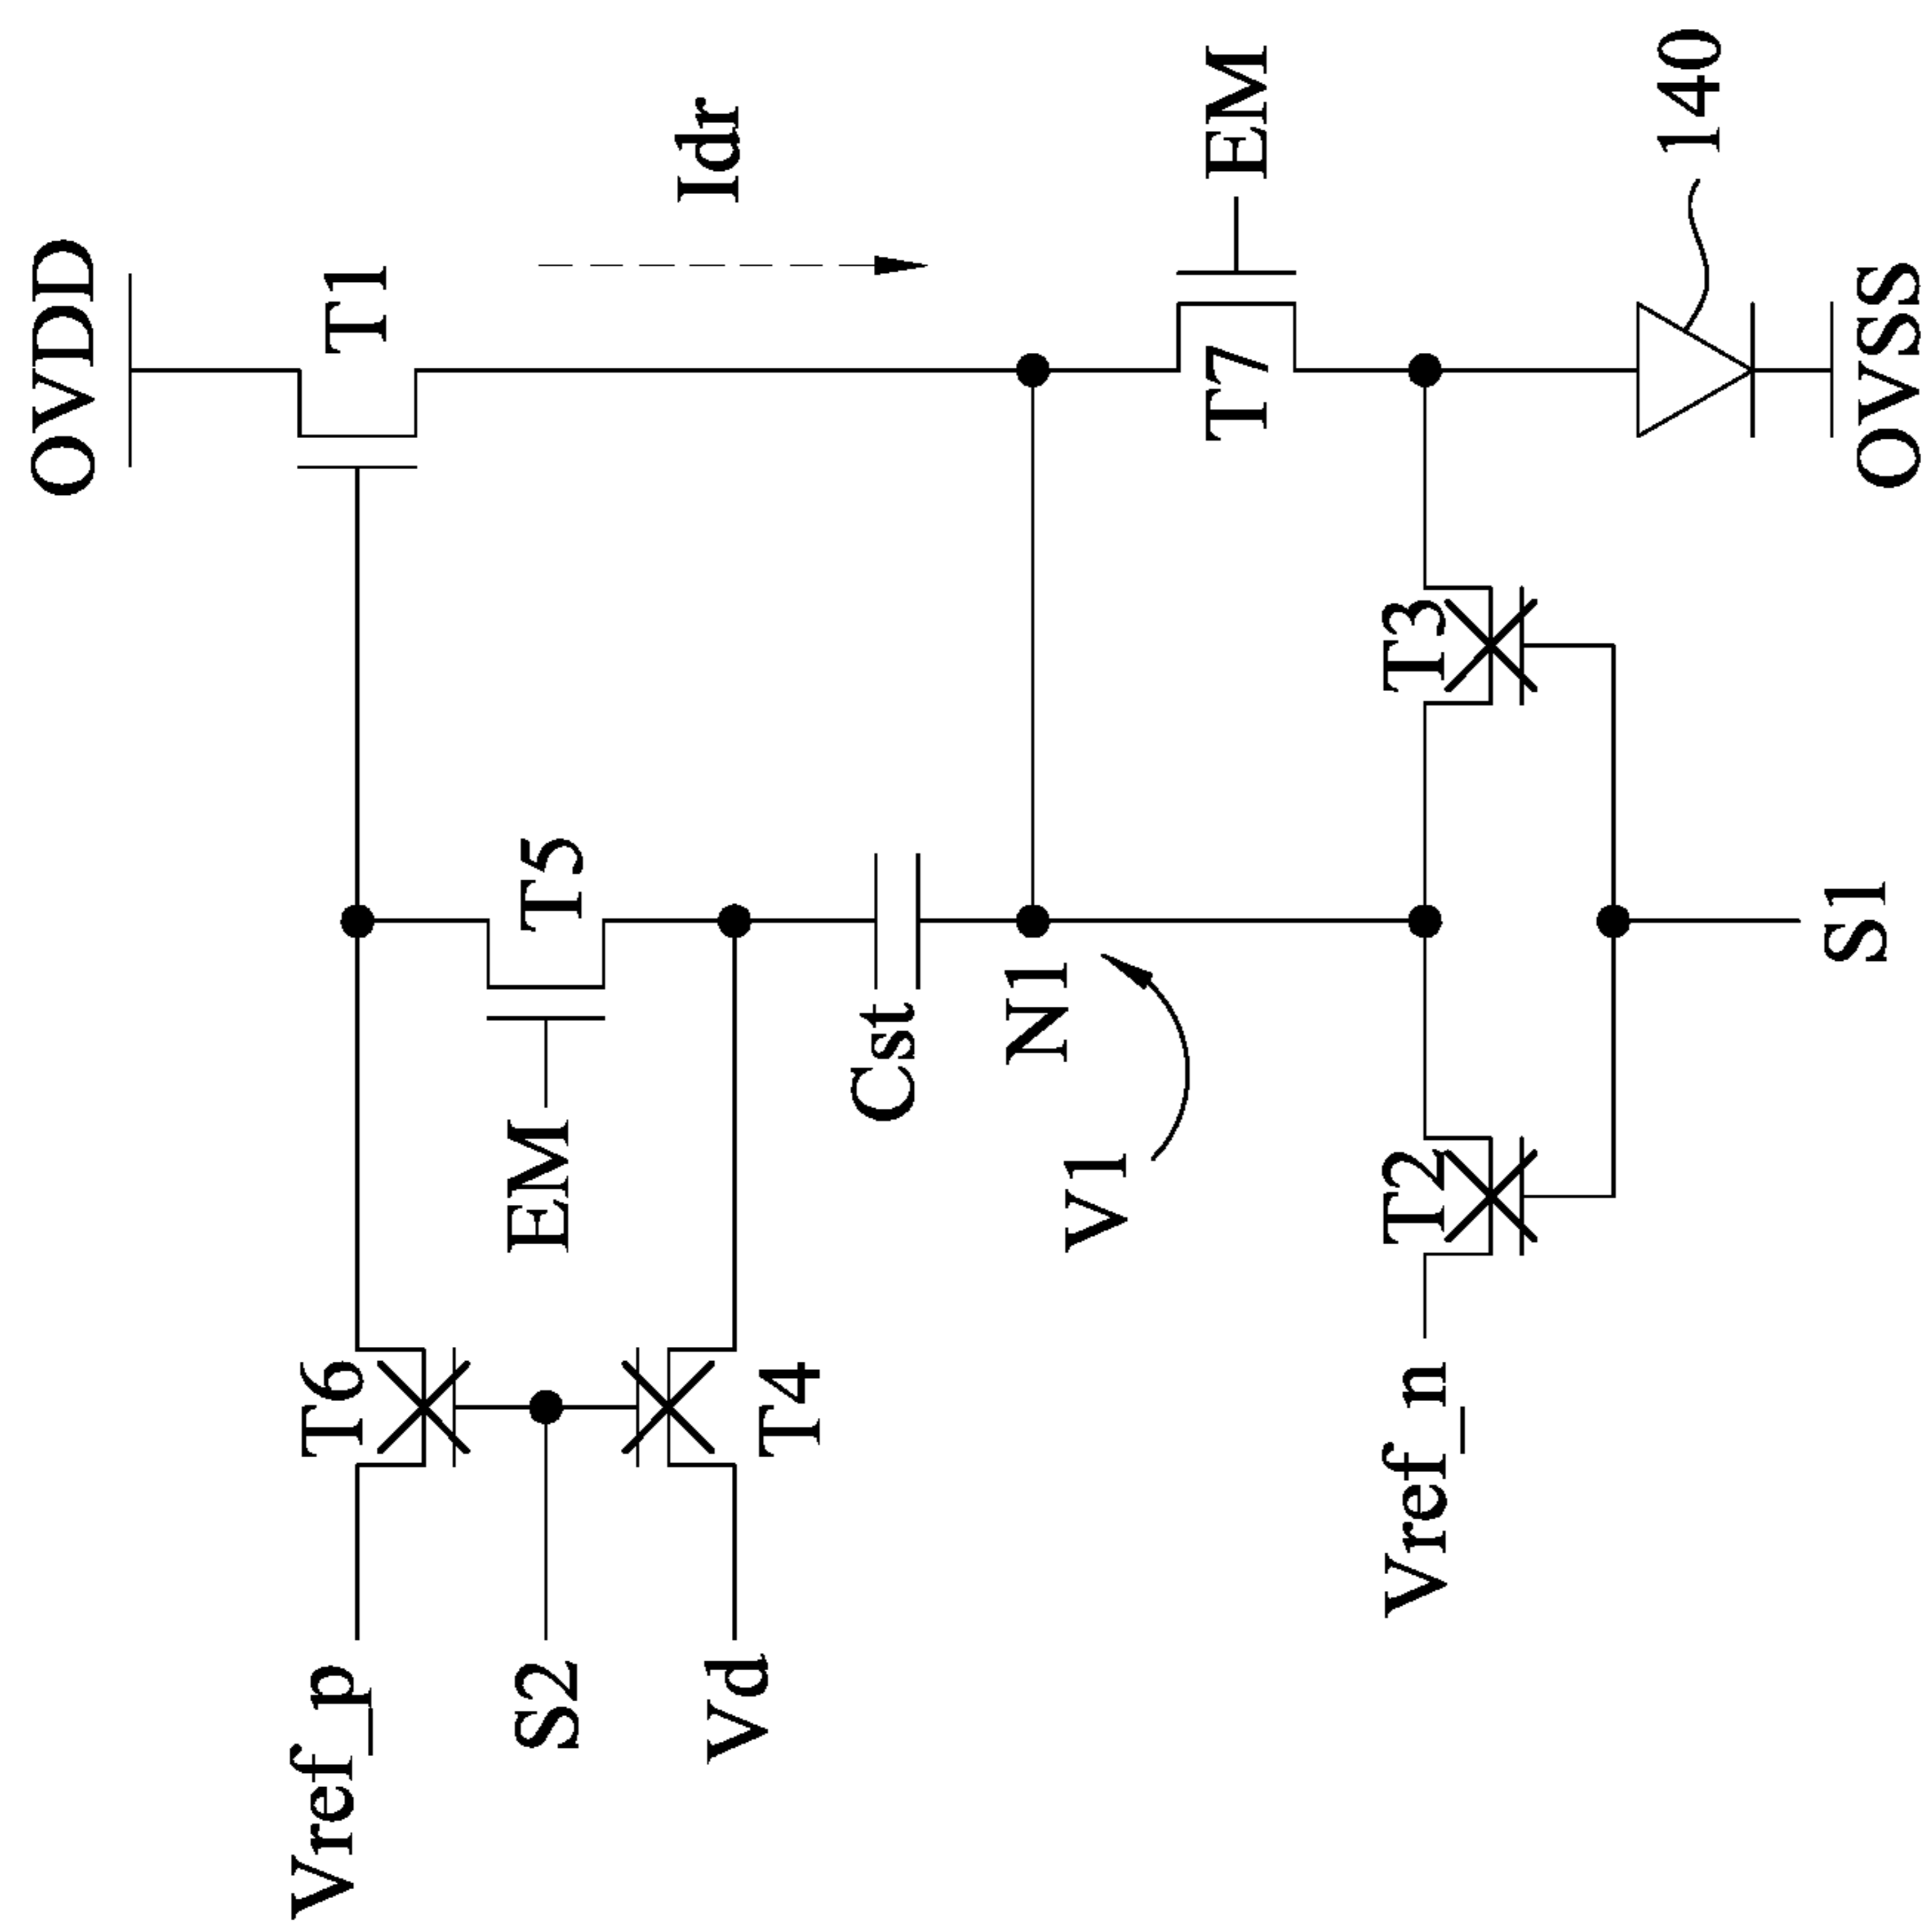 OVDD
T1
Idr
EM
140
T7
OVSS
T5
EM
Cst
N1
V1
T3
T2
S1
T6
T4
Vref_p
S2
Vd
Vref_n